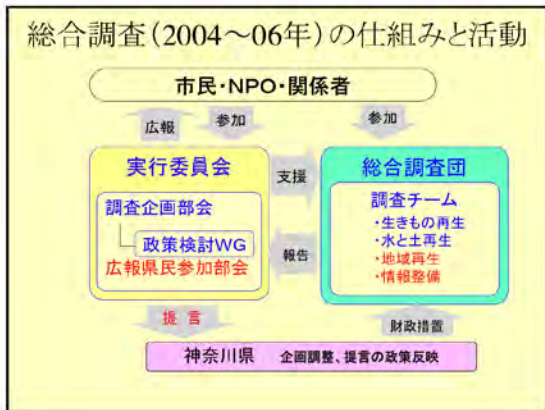 総合調査(2004～06年)の仕組みと活動
市民・NPO・関係者
広報
参加
参加
実行委員会
調査企画部会
政策検討WG
広報県民参加部会
支援
報告
総合調査団
調査チーム
・生きもの再生
・水と土再生
・地域再生
・情報整備
提言
財政措置
神奈川県 企画調整、提言の政策反映